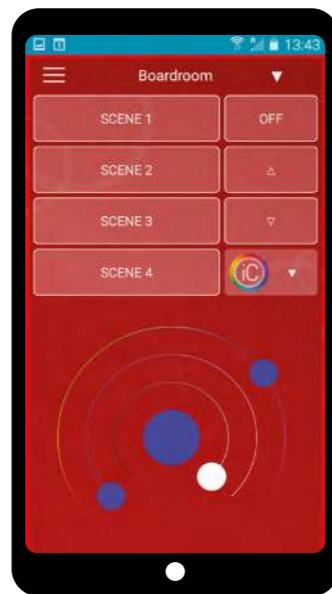 13:43
Boardroom ▼
SCENE 1 OFF
SCENE 2 △
SCENE 3 ▽
SCENE 4 iC ▼